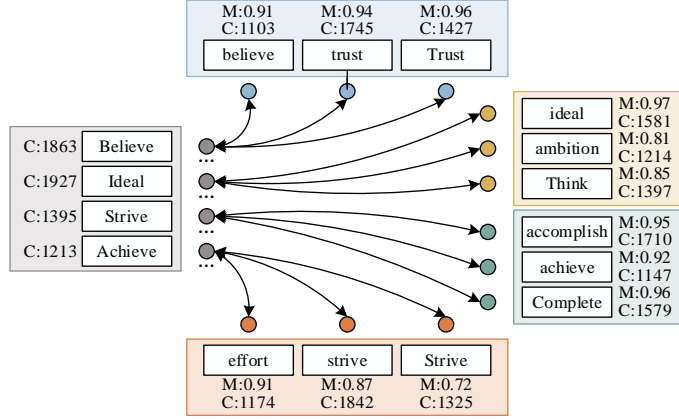 M:0.91 M:0.94 M:0.96
C:1103 C:1745 C:1427
believe trust Trust
C:1863 Believe
C:1927 Ideal
C:1395 Strive
C:1213 Achieve
...
...
...
...
ideal M:0.97
C:1581
ambition M:0.81
C:1214
Think M:0.85
C:1397
accomplish M:0.95
C:1710
achieve M:0.92
C:1147
Complete M:0.96
C:1579
effort strive Strive
M:0.91 M:0.87 M:0.72
C:1174 C:1842 C:1325